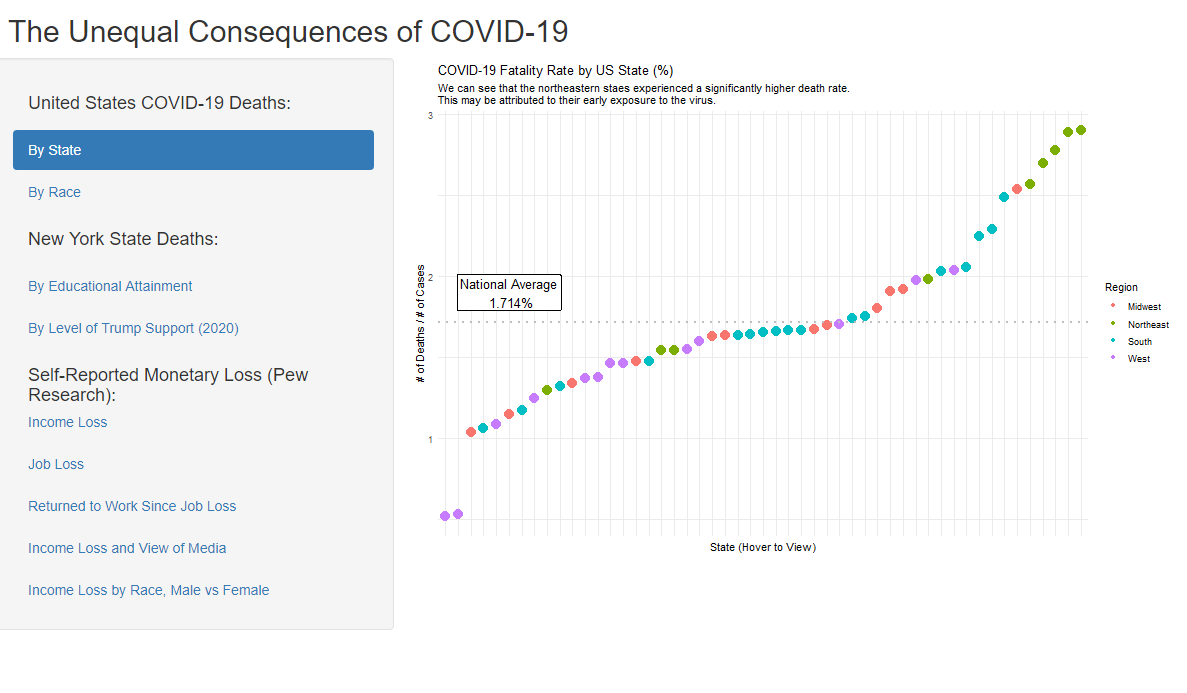 The Unequal Consequences of COVID-19
United States COVID-19 Deaths:
By State
By Race
New York State Deaths:
By Educational Attainment
By Level of Trump Support (2020)
Self-Reported Monetary Loss (Pew
Research):
Income Loss
Job Loss
Returned to Work Since Job Loss
Income Loss and View of Media
Income Loss by Race, Male vs Female
COVID-19 Fatality Rate by US State (%)
We can see that the northeastern staes experienced a significantly higher death rate.
This may be attributed to their early exposure to the virus.
3
2
1
# of Deaths / # of Cases
National Average
1.714%
State (Hover to View)
Region
Midwest
Northeast
South
West